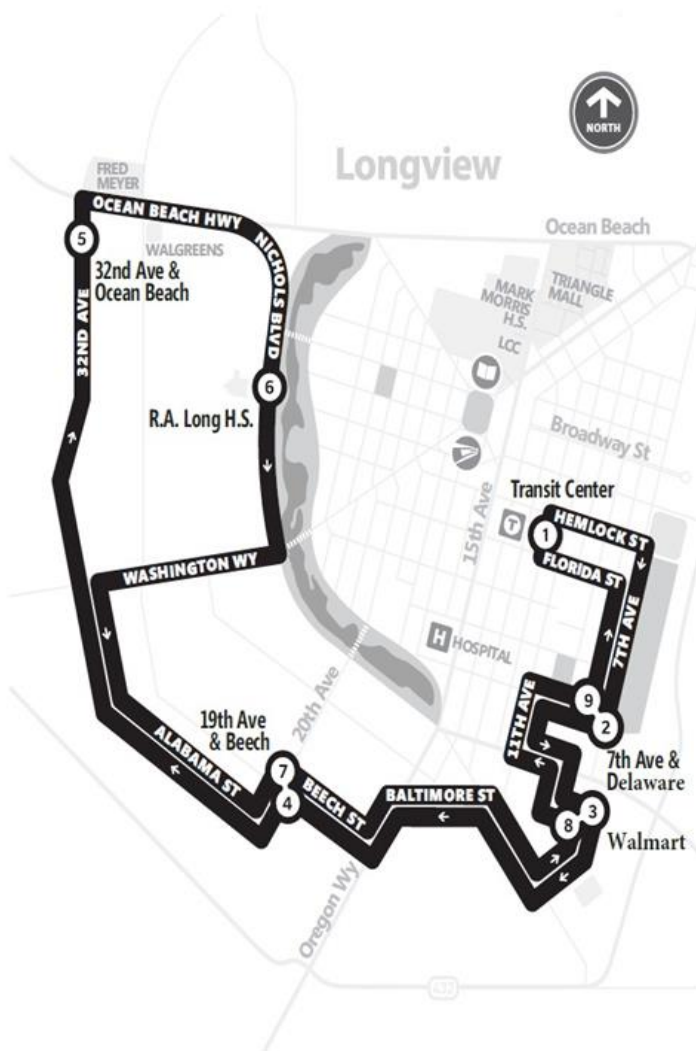 NORTH
Longview
FRED
MEYER
OCEAN BEACH HWY
Ocean Beach
5
WALGREENS
NICHOLS BLVD
32nd Ave &
Ocean Beach
32ND AVE
MARK
MORRIS
H.S.
TRIANGLE
MALL
LCC
6
R.A. Long H.S.
Broadway St
15th Ave
Transit Center
T
1
HEMLOCK ST
FLORIDA ST
WASHINGTON WY
7TH AVE
H HOSPITAL
20th Ave
11TH AVE
9
2
19th Ave
& Beech
7th Ave &
Delaware
7
4
ALABAMA ST
BEECH ST
BALTIMORE ST
3
8
Walmart
Oregon Wy
432